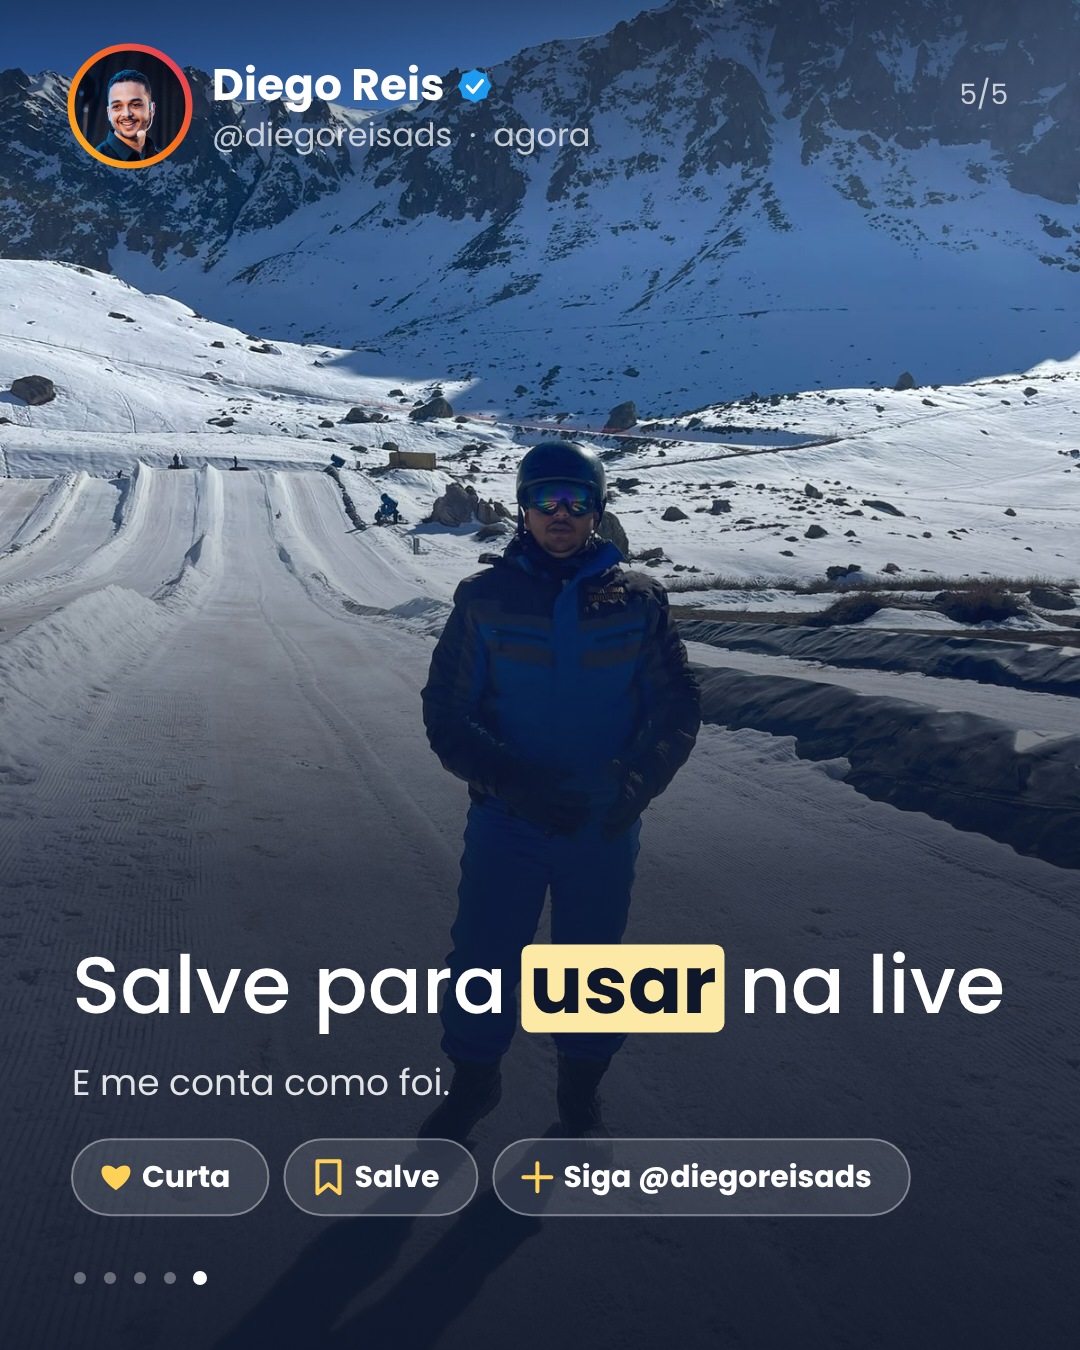 Diego Reis
@diegoreisads · agora
5/5
Salve para usar na live
E me conta como foi.
Curta
Salve
Siga @diegoreisads